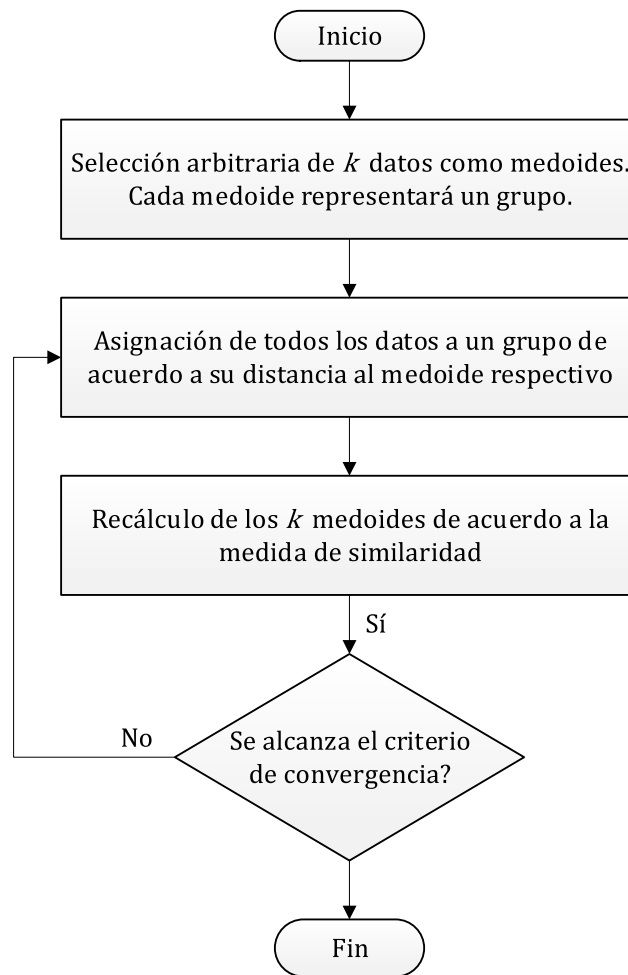 Inicio
Selección arbitraria de k datos como medoides.
Cada medoide representará un grupo.
Asignación de todos los datos a un grupo de
acuerdo a su distancia al medoide respectivo
Recálculo de los k medoides de acuerdo a la
medida de similaridad
Sí
No
Se alcanza el criterio
de convergencia?
Fin